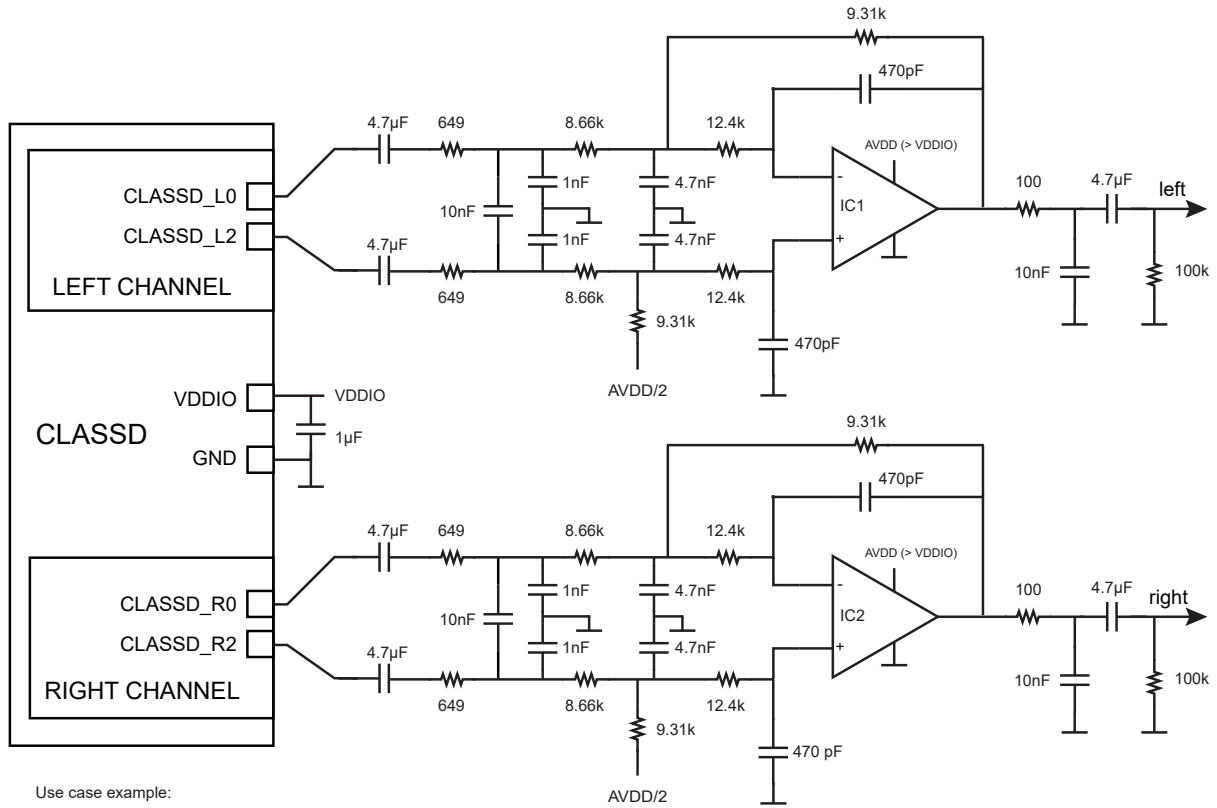 9.31k
470pF
4.7µF
649
8.66k
12.4k
AVDD (> VDDIO)
CLASSD_L0
CLASSD_L2
LEFT CHANNEL
10nF
1nF
1nF
4.7nF
4.7nF
-
IC1
+
100
4.7µF
left
10nF
100k
4.7µF
649
8.66k
12.4k
9.31k
470pF
AVDD/2
VDDIO
VDDIO
CLASSD
1µF
GND
9.31k
470pF
4.7µF
649
8.66k
12.4k
AVDD (> VDDIO)
CLASSD_R0
CLASSD_R2
RIGHT CHANNEL
10nF
1nF
1nF
4.7nF
4.7nF
-
IC2
+
100
4.7µF
right
10nF
100k
4.7µF
649
8.66k
12.4k
9.31k
470 pF
AVDD/2
Use case example: